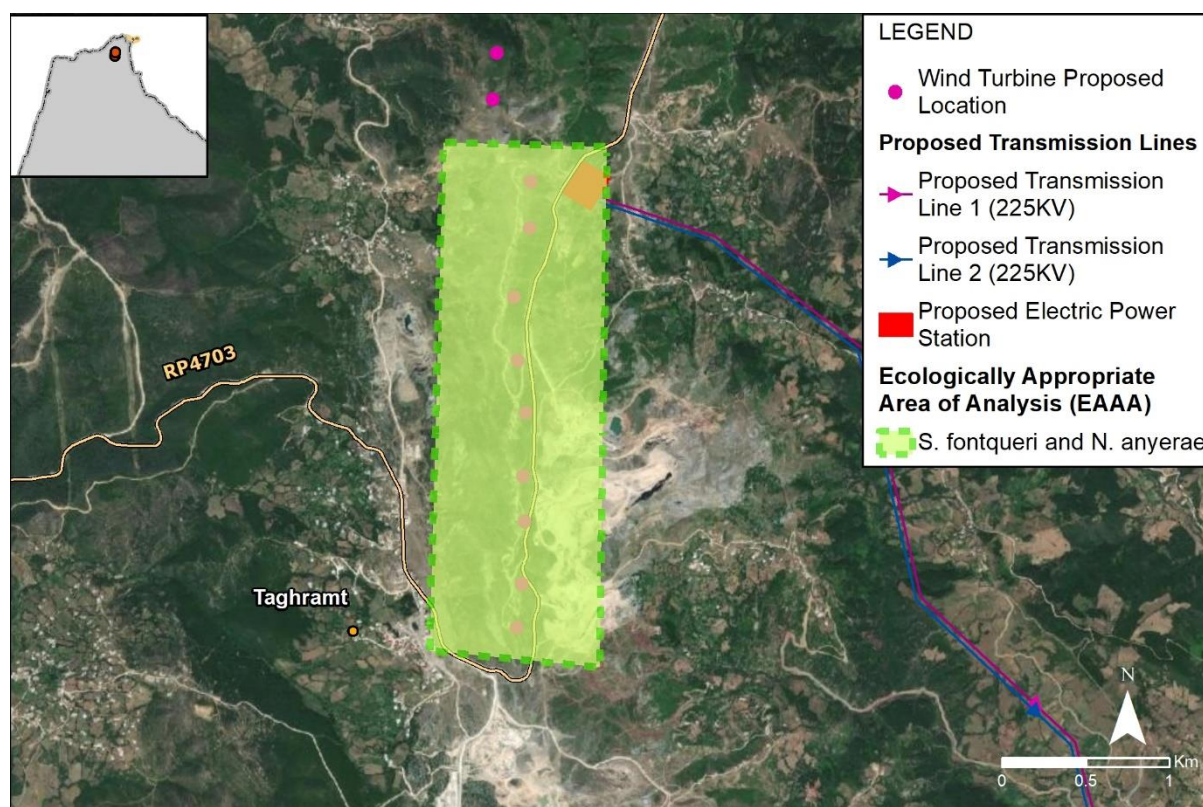 RP4703
Taghramt
LEGEND
Wind Turbine Proposed
Location
Proposed Transmission Lines
Proposed Transmission
Line 1 (225KV)
Proposed Transmission
Line 2 (225KV)
Proposed Electric Power
Station
Ecologically Appropriate
Area of Analysis (EAAA)
S. fontqueri and N. anyerae
N
Km
0 0.5 1